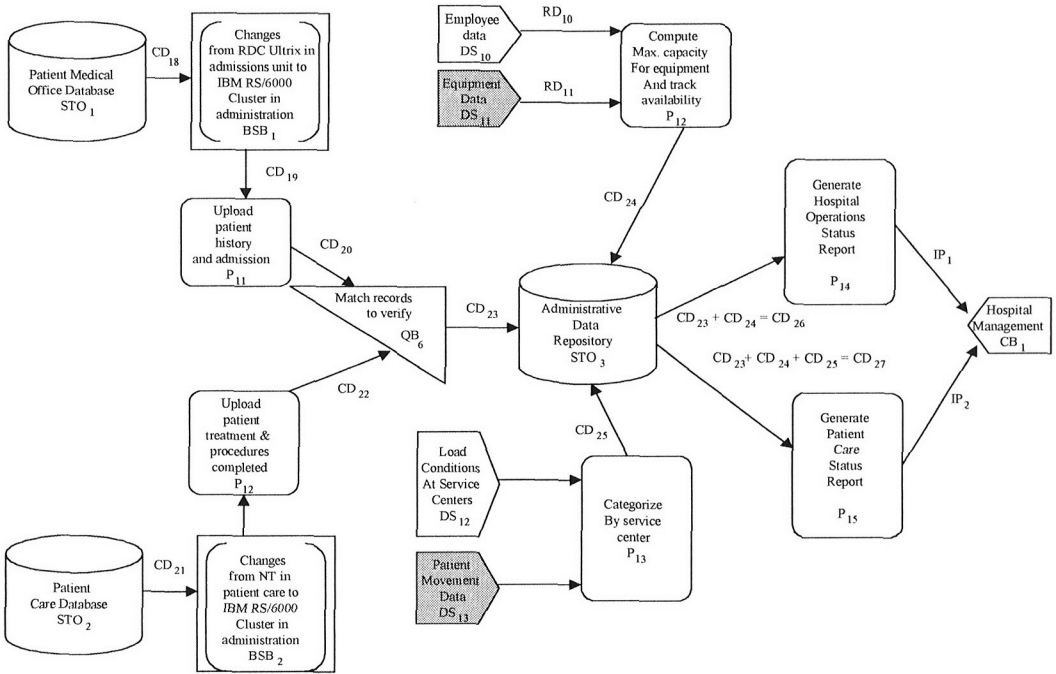 Patient Medical
Office Database
STO 1
CD 18
Changes
from RDC Ultrix in
admissions unit to
IBM RS/6000
Cluster in
administration
BSB 1
CD 19
Upload
patient
history
and admission
P 11
CD 20
Match records
to verify
QB 6
CD 23
CD 22
Upload
patient
treatment &
procedures
completed
P 12
Patient
Care Database
STO 2
CD 21
Changes
from NT in
patient care to
IBM RS/6000
Cluster in
administration
BSB 2
Employee
data
DS 10
RD 10
Equipment
Data
DS 11
RD 11
Compute
Max. capacity
For equipment
And track
availability
P 12
CD 24
Administrative
Data
Repository
STO 3
CD 25
Load
Conditions
At Service
Centers
DS 12
Patient
Movement
Data
DS 13
Categorize
By service
center
P 13
CD 23 + CD 24 = CD 26
CD 23 + CD 24 + CD 25 = CD 27
Generate
Hospital
Operations
Status
Report
P 14
IP 1
Hospital
Management
CB 1
IP 2
Generate
Patient
Care
Status
Report
P 15